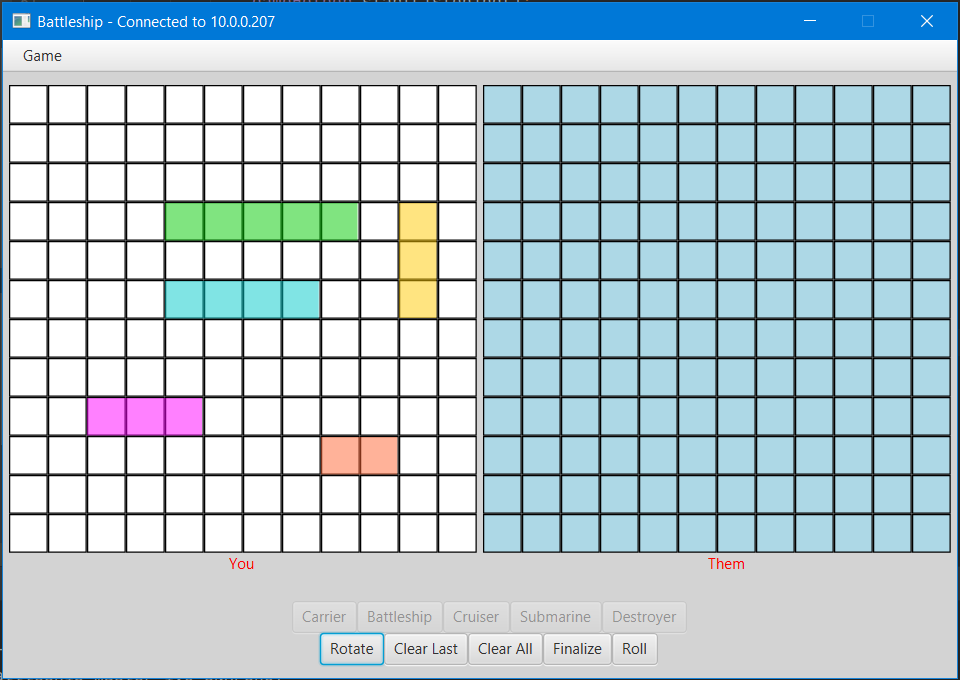 Battleship - Connected to 10.0.0.207
Game
You Them
Carrier Battleship Cruiser Submarine Destroyer
Rotate Clear Last Clear All Finalize Roll